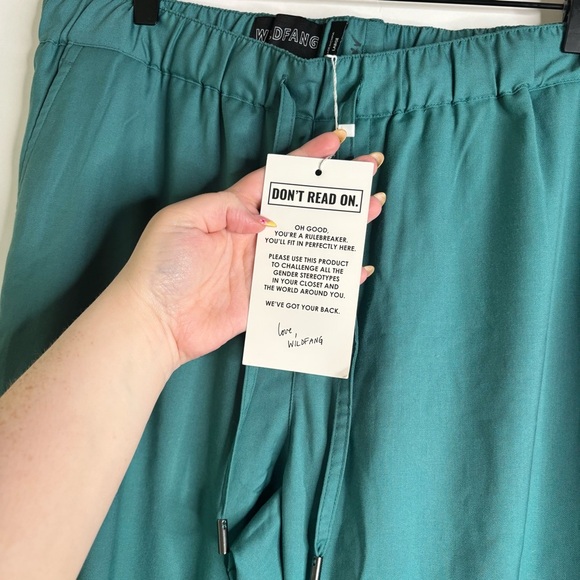 WILDFANG
DON'T READ ON.
OH GOOD,
YOU'RE A RULEBREAKER.
YOU'LL FIT IN PERFECTLY HERE.
PLEASE USE THIS PRODUCT
TO CHALLENGE ALL THE
GENDER STEREOTYPES
IN YOUR CLOSET AND
THE WORLD AROUND YOU.
WE'VE GOT YOUR BACK.
love,
WILDFANG